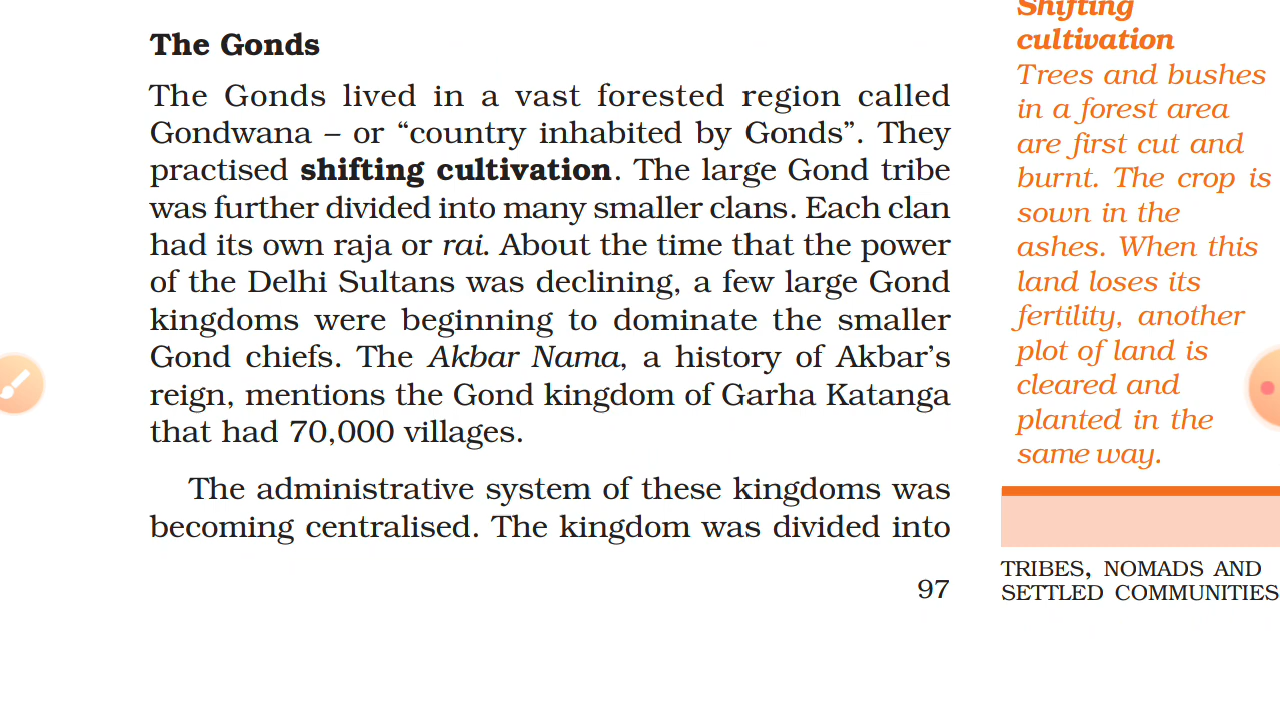 The Gonds
The Gonds lived in a vast forested region called
Gondwana – or “country inhabited by Gonds”. They
practised shifting cultivation. The large Gond tribe
was further divided into many smaller clans. Each clan
had its own raja or rai. About the time that the power
of the Delhi Sultans was declining, a few large Gond
kingdoms were beginning to dominate the smaller
Gond chiefs. The Akbar Nama, a history of Akbar’s
reign, mentions the Gond kingdom of Garha Katanga
that had 70,000 villages.
The administrative system of these kingdoms was
becoming centralised. The kingdom was divided into
97
Shifting
cultivation
Trees and bushes
in a forest area
are first cut and
burnt. The crop is
sown in the
ashes. When this
land loses its
fertility, another
plot of land is
cleared and
planted in the
same way.
TRIBES, NOMADS AND
SETTLED COMMUNITIES